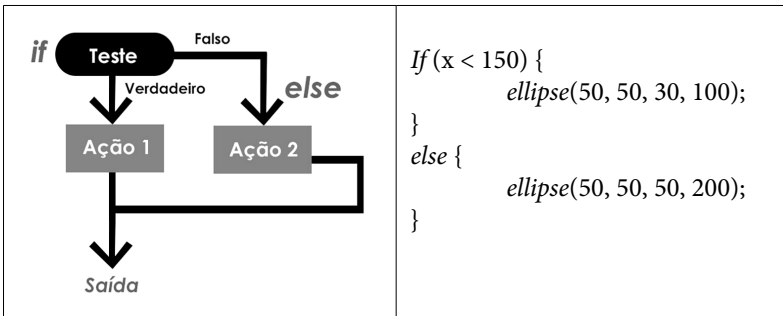 if
Teste
Falso
Verdadeiro
else
Ação 1
Ação 2
Saída
If (x < 150) {
ellipse(50, 50, 30, 100);
}
else {
ellipse(50, 50, 50, 200);
}